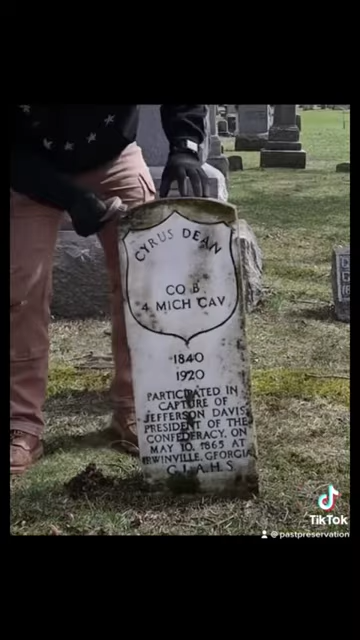 CYRUS DEAN
CO B
4 MICH CAV
1840
1920
PARTICIPATED IN
CAPTURE OF
JEFFERSON DAVIS
PRESIDENT OF THE
CONFEDERACY, ON
MAY 10, 1865 AT
IRWINVILLE, GEORGIA
TikTok
@pastpreservation